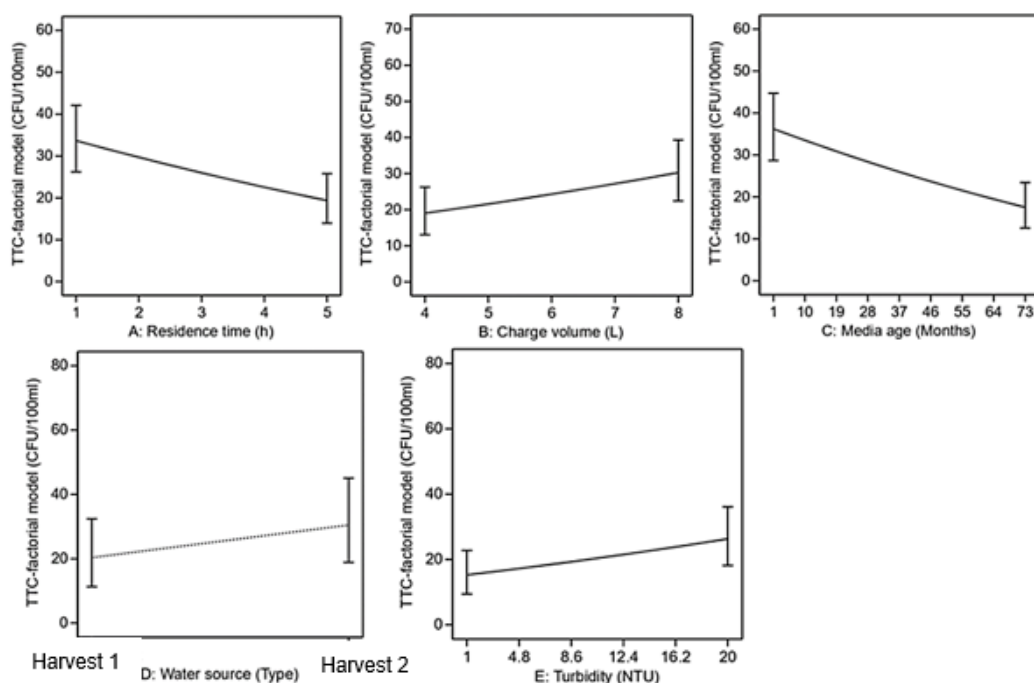 TTC-factorial model (CFU/100ml)
60
50
40
30
20
10
0
1 2 3 4 5
A: Residence time (h)
TTC-factorial model (CFU/100ml)
70
60
50
40
30
20
10
0
4 5 6 7 8
B: Charge volume (L)
TTC-factorial model (CFU/100ml)
60
50
40
30
20
10
0
1 10 19 28 37 46 55 64 73
C: Media age (Months)
TTC-factorial model (CFU/100ml)
80
60
40
20
0
Harvest 1 Harvest 2
D: Water source (Type)
TTC-factorial model (CFU/100ml)
80
60
40
20
0
1 4.8 8.6 12.4 16.2 20
E: Turbidity (NTU)